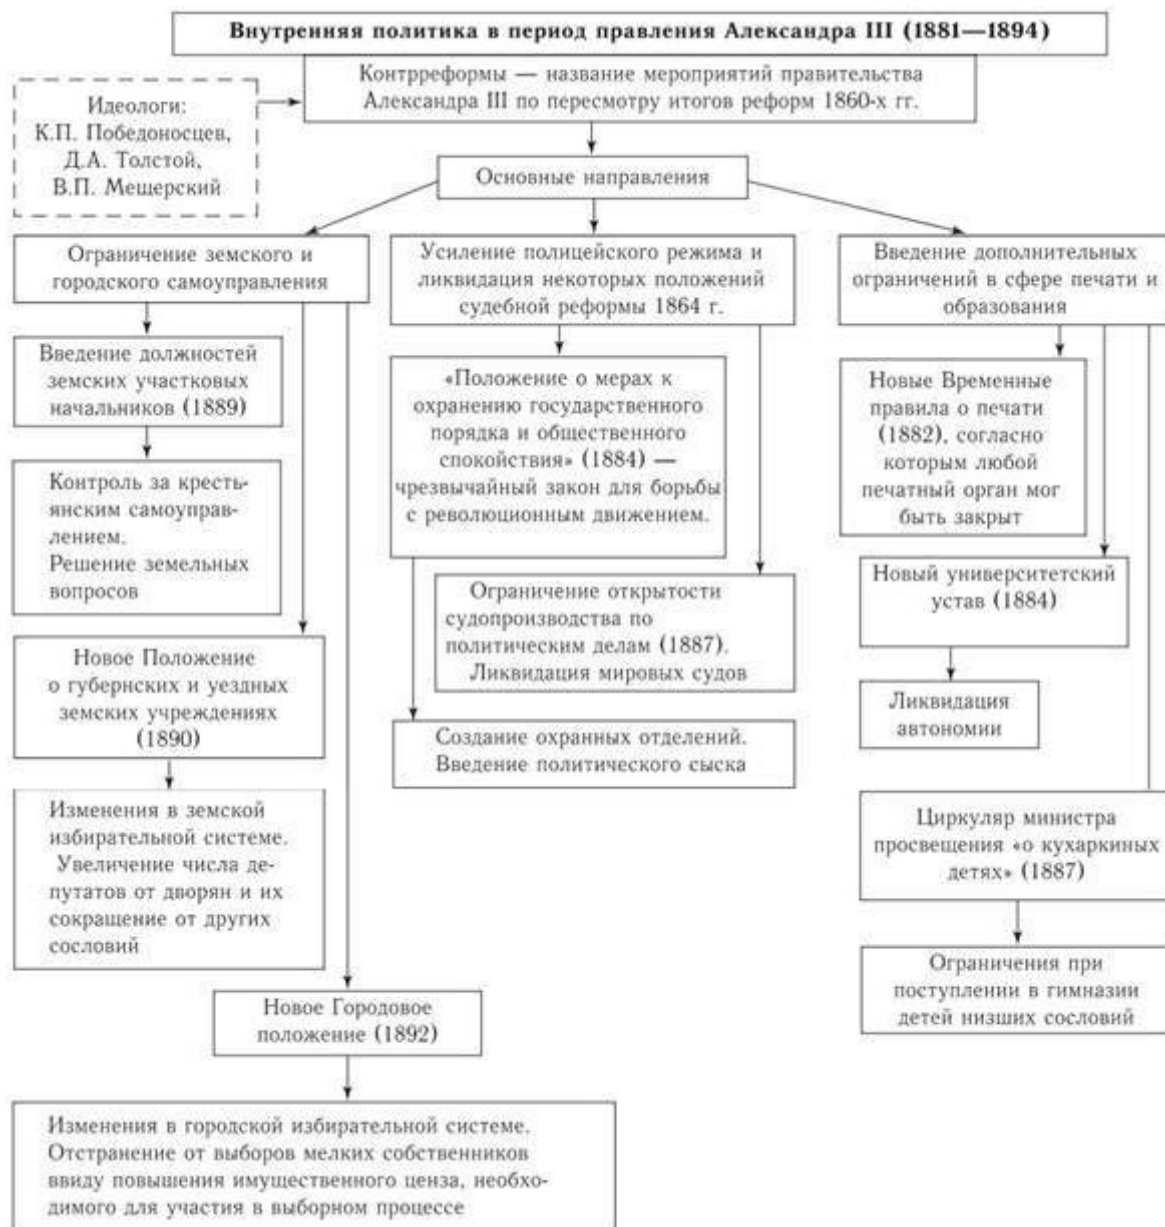 Внутренняя политика в период правления Александра III (1881—1894)
Контрреформы — название мероприятий правительства
Александра III по пересмотру итогов реформ 1860-х гг.
Идеологи:
К.П. Победоносцев,
Д.А. Толстой,
В.П. Мещерский
Основные направления
Ограничение земского и
городского самоуправления
Введение должностей
земских участковых
начальников (1889)
Контроль за кресть-
янским самоуправ-
лением.
Решение земельных
вопросов
Новое Положение
о губернских и уездных
земских учреждениях
(1890)
Изменения в земской
избирательной системе.
Увеличение числа де-
путатов от дворян и их
сокращение от других
сословий
Новое Городовое
положение (1892)
Изменения в городской избирательной системе.
Отстранение от выборов мелких собственников
ввиду повышения имущественного ценза, необхо-
димого для участия в выборном процессе
Усиление полицейского режима и
ликвидация некоторых положений
судебной реформы 1864 г.
«Положение о мерах к
охранению государственного
порядка и общественного
спокойствия» (1884) —
чрезвычайный закон для борьбы
с революционным движением.
Ограничение открытости
судопроизводства по
политическим делам (1887).
Ликвидация мировых судов
Создание охранных отделений.
Введение политического сыска
Введение дополнительных
ограничений в сфере печати и
образования
Новые Временные
правила о печати
(1882), согласно
которым любой
печатный орган мог
быть закрыт
Новый университетский
устав (1884)
Ликвидация
автономии
Циркуляр министра
просвещения «о кухаркиных
детях» (1887)
Ограничения при
поступлении в гимназии
детей низших сословий